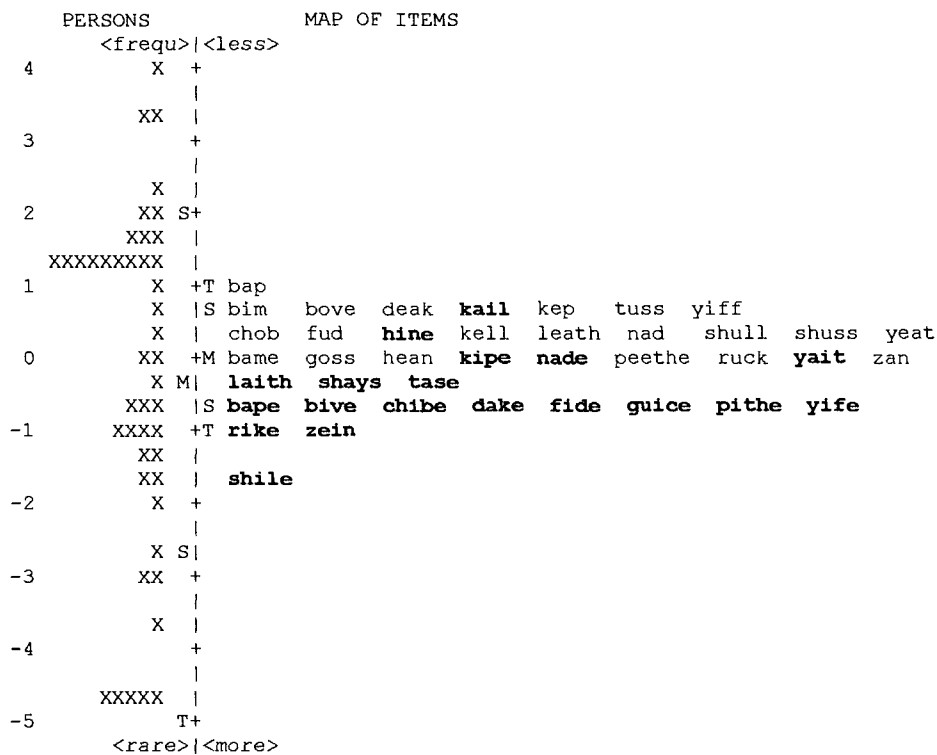 PERSONS MAP OF ITEMS
<frequ>|<less>
4 X +
|
XX |
3 +
|
X |
2 XX S+
XXX |
XXXXXXXXX |
1 X +T bap
X |S bim bove deak kail kep tuss yiff
X | chob fud hine kell leath nad shull shuss yeat
0 XX +M bame goss hean kipe nade peethe ruck yait zan
X M| laith shays tase
XXX |S bape bive chibe dake fide guice pithe yife
-1 XXXX +T rike zein
XX |
XX | shile
-2 X +
|
X S|
-3 XX +
|
X |
-4 +
|
XXXXX |
-5 T+
<rare>|<more>